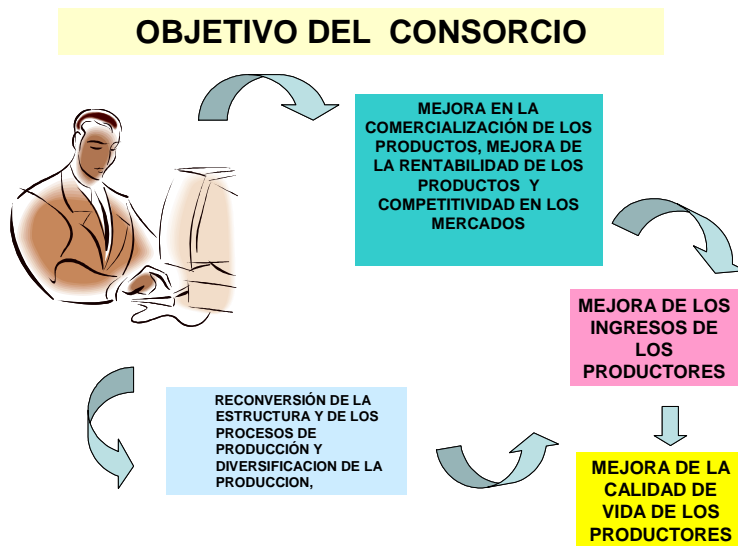 OBJETIVO DEL CONSORCIO
MEJORA EN LA
COMERCIALIZACIÓN DE LOS
PRODUCTOS, MEJORA DE
LA RENTABILIDAD DE LOS
PRODUCTOS Y
COMPETITIVIDAD EN LOS
MERCADOS
MEJORA DE LOS
INGRESOS DE
LOS
PRODUCTORES
RECONVERSIÓN DE LA
ESTRUCTURA Y DE LOS
PROCESOS DE
PRODUCCIÓN Y
DIVERSIFICACION DE LA
PRODUCCION,
MEJORA DE LA
CALIDAD DE
VIDA DE LOS
PRODUCTORES